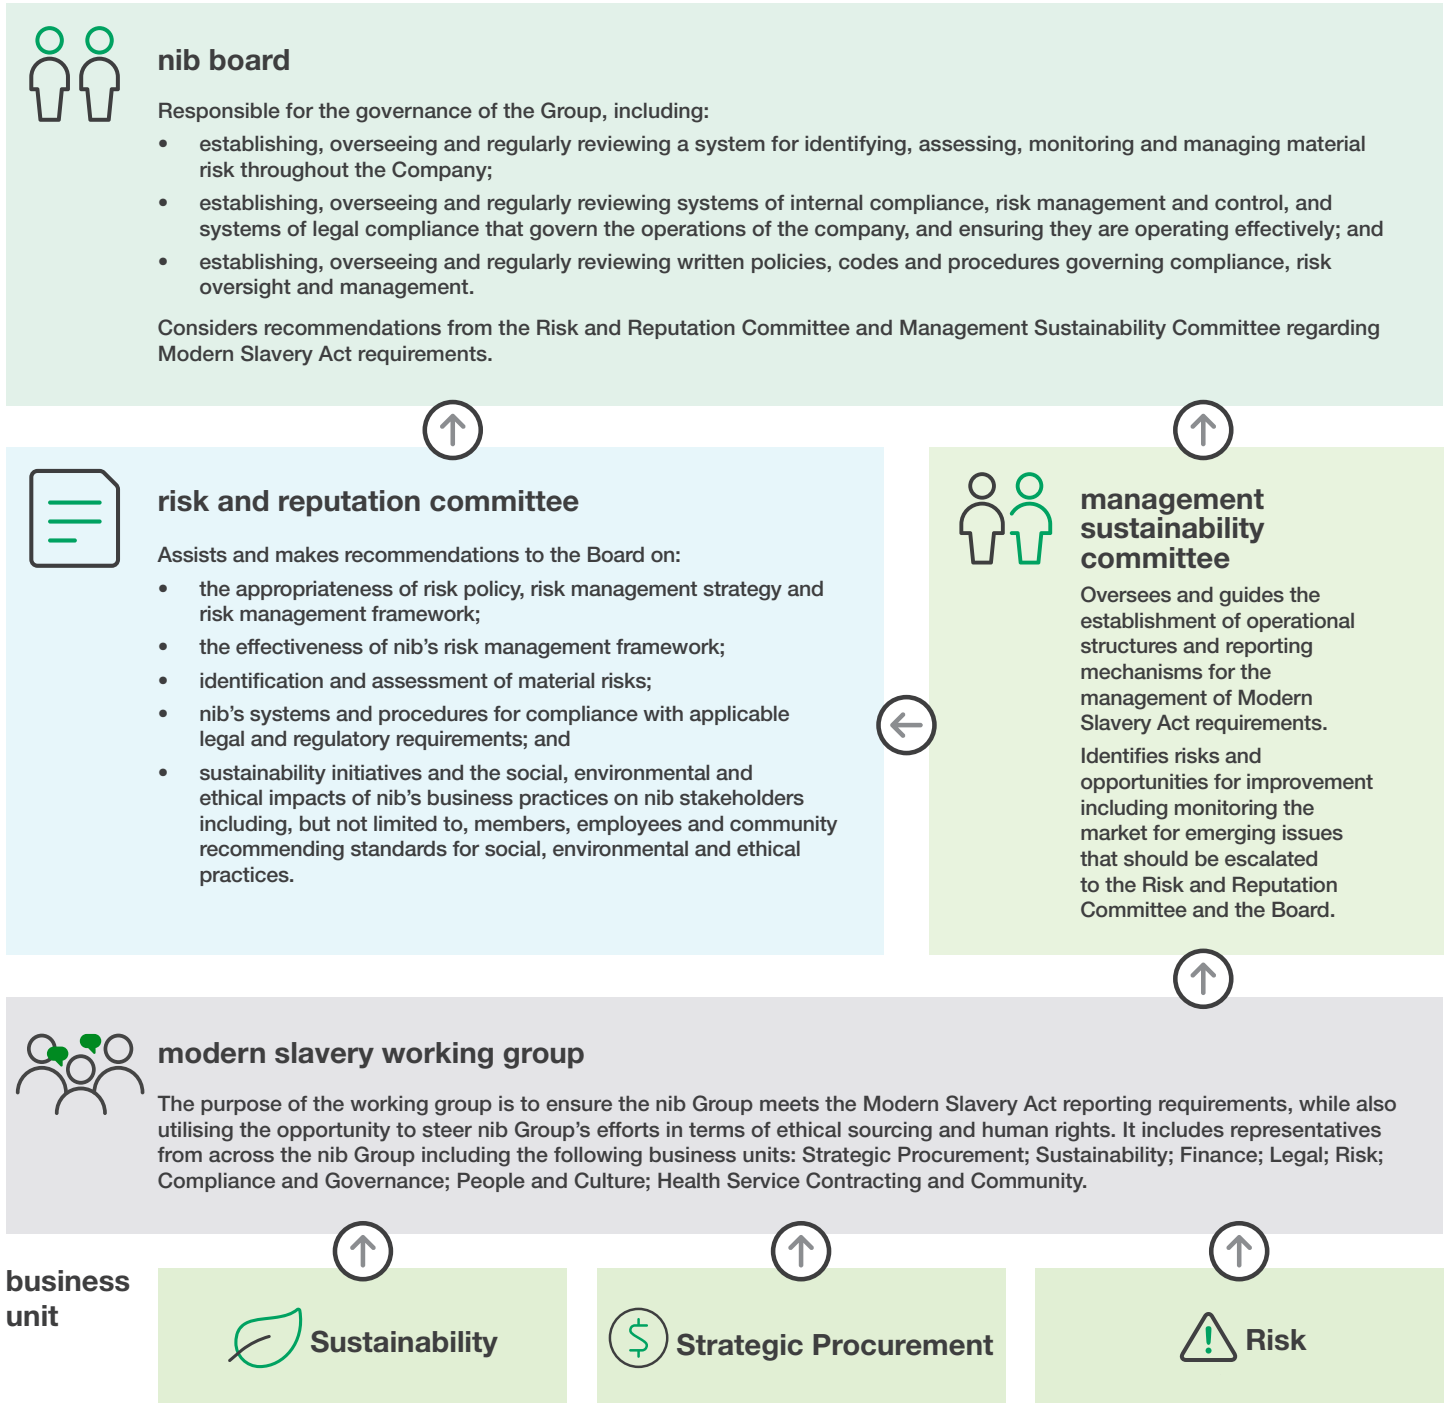 nib board
Responsible for the governance of the Group, including:
• establishing, overseeing and regularly reviewing a system for identifying, assessing, monitoring and managing material
risk throughout the Company;
• establishing, overseeing and regularly reviewing systems of internal compliance, risk management and control, and
systems of legal compliance that govern the operations of the company, and ensuring they are operating effectively; and
• establishing, overseeing and regularly reviewing written policies, codes and procedures governing compliance, risk
oversight and management.
Considers recommendations from the Risk and Reputation Committee and Management Sustainability Committee regarding
Modern Slavery Act requirements.
risk and reputation committee
Assists and makes recommendations to the Board on:
• the appropriateness of risk policy, risk management strategy and
risk management framework;
• the effectiveness of nib’s risk management framework;
• identification and assessment of material risks;
• nib’s systems and procedures for compliance with applicable
legal and regulatory requirements; and
• sustainability initiatives and the social, environmental and
ethical impacts of nib’s business practices on nib stakeholders
including, but not limited to, members, employees and community
recommending standards for social, environmental and ethical
practices.
management
sustainability
committee
Oversees and guides the
establishment of operational
structures and reporting
mechanisms for the
management of Modern
Slavery Act requirements.
Identifies risks and
opportunities for improvement
including monitoring the
market for emerging issues
that should be escalated
to the Risk and Reputation
Committee and the Board.
modern slavery working group
The purpose of the working group is to ensure the nib Group meets the Modern Slavery Act reporting requirements, while also
utilising the opportunity to steer nib Group’s efforts in terms of ethical sourcing and human rights. It includes representatives
from across the nib Group including the following business units: Strategic Procurement; Sustainability; Finance; Legal; Risk;
Compliance and Governance; People and Culture; Health Service Contracting and Community.
business
unit
Sustainability
$ Strategic Procurement
! Risk